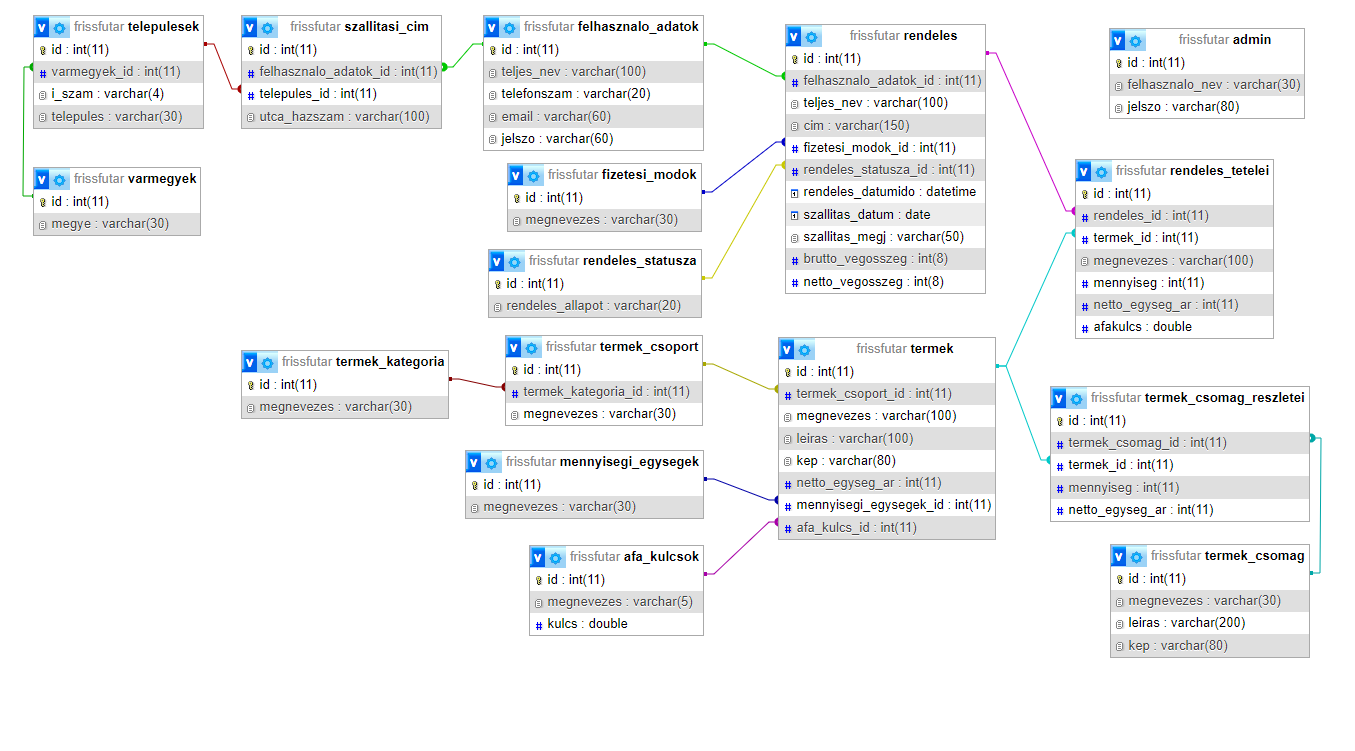 v frissfutar telepulesek
id : int(11)
varmegyek_id : int(11)
i_szam : varchar(4)
telepules : varchar(30)
v frissfutar varmegyek
id : int(11)
megye : varchar(30)
v frissfutar szallitasi_cim
id : int(11)
felhasznalo_adatok_id : int(11)
telepules_id : int(11)
utca_hazszam : varchar(100)
v frissfutar felhasznalo_adatok
id : int(11)
teljes_nev : varchar(100)
telefonszam : varchar(20)
email : varchar(60)
jelszo : varchar(60)
v frissfutar fizetesi_modok
id : int(11)
megnevezes : varchar(30)
v frissfutar rendeles_statusza
id : int(11)
rendeles_allapot : varchar(20)
v frissfutar rendeles
id : int(11)
felhasznalo_adatok_id : int(11)
teljes_nev : varchar(100)
cim : varchar(150)
fizetesi_modok_id : int(11)
rendeles_statusza_id : int(11)
rendeles_datumido : datetime
szallitas_datum : date
szallitas_megj : varchar(50)
brutto_vegosszeg : int(8)
netto_vegosszeg : int(8)
v frissfutar admin
id : int(11)
felhasznalo_nev : varchar(30)
jelszo : varchar(80)
v frissfutar rendeles_tetelei
id : int(11)
rendeles_id : int(11)
termek_id : int(11)
megnevezes : varchar(100)
mennyiseg : int(11)
netto_egyseg_ar : int(11)
afakulcs : double
v frissfutar termek_kategoria
id : int(11)
megnevezes : varchar(30)
v frissfutar termek_csoport
id : int(11)
termek_kategoria_id : int(11)
megnevezes : varchar(30)
v frissfutar mennyisegi_egysegek
id : int(11)
megnevezes : varchar(30)
v frissfutar afa_kulcsok
id : int(11)
megnevezes : varchar(5)
kulcs : double
v frissfutar termek
id : int(11)
termek_csoport_id : int(11)
megnevezes : varchar(100)
leiras : varchar(100)
kep : varchar(80)
netto_egyseg_ar : int(11)
mennyisegi_egysegek_id : int(11)
afa_kulcs_id : int(11)
v frissfutar termek_csomag_reszletei
id : int(11)
termek_csomag_id : int(11)
termek_id : int(11)
mennyiseg : int(11)
netto_egyseg_ar : int(11)
v frissfutar termek_csomag
id : int(11)
megnevezes : varchar(30)
leiras : varchar(200)
kep : varchar(80)